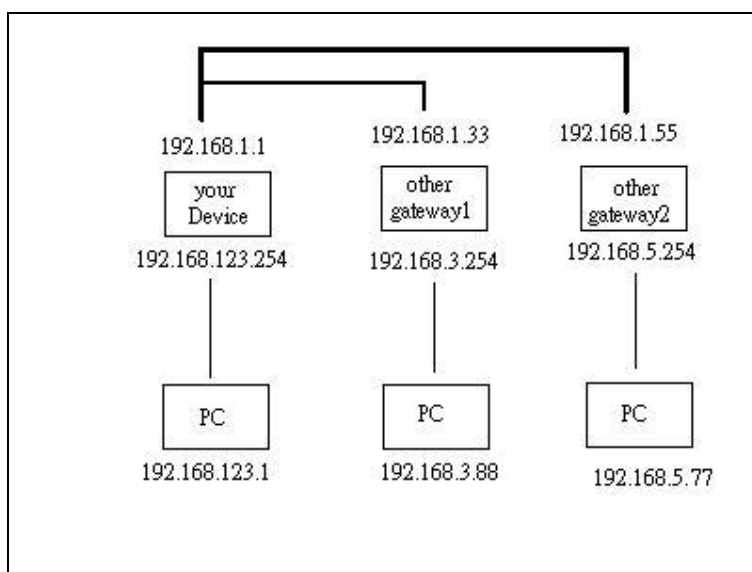 192.168.1.1
192.168.1.33
192.168.1.55
your
Device
other
gateway1
other
gateway2
192.168.123.254
192.168.3.254
192.168.5.254
PC
PC
PC
192.168.123.1
192.168.3.88
192.168.5.77